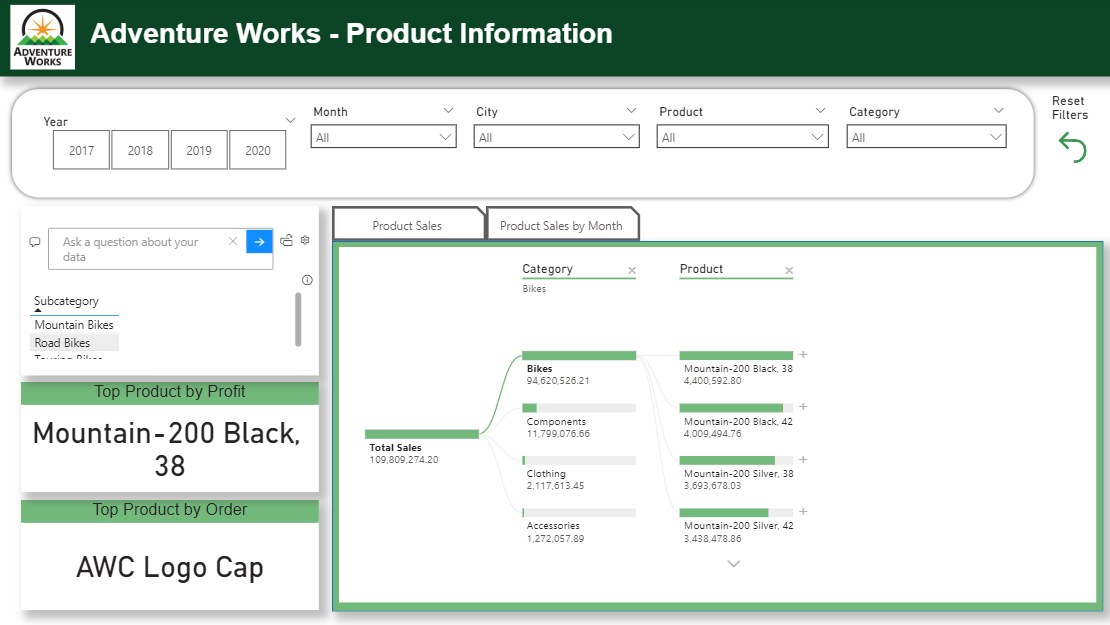 Adventure Works - Product Information
ADVENTURE
WORKS
Year
2017
2018
2019
2020
Month
All
City
All
Product
All
Category
All
Reset
Filters
Ask a question about your
data
Subcategory
Mountain Bikes
Road Bikes
Touring Bikes
Top Product by Profit
Mountain-200 Black,
38
Top Product by Order
AWC Logo Cap
Product Sales
Product Sales by Month
Category
Bikes
Product
Total Sales
109,809,274.20
Bikes
94,620,526.21
Components
11,799,076.66
Clothing
2,117,613.45
Accessories
1,272,057.89
Mountain-200 Black, 38
4,400,592.80
Mountain-200 Black, 42
4,009,494.76
Mountain-200 Silver, 38
3,693,678.03
Mountain-200 Silver, 42
3,438,478.86